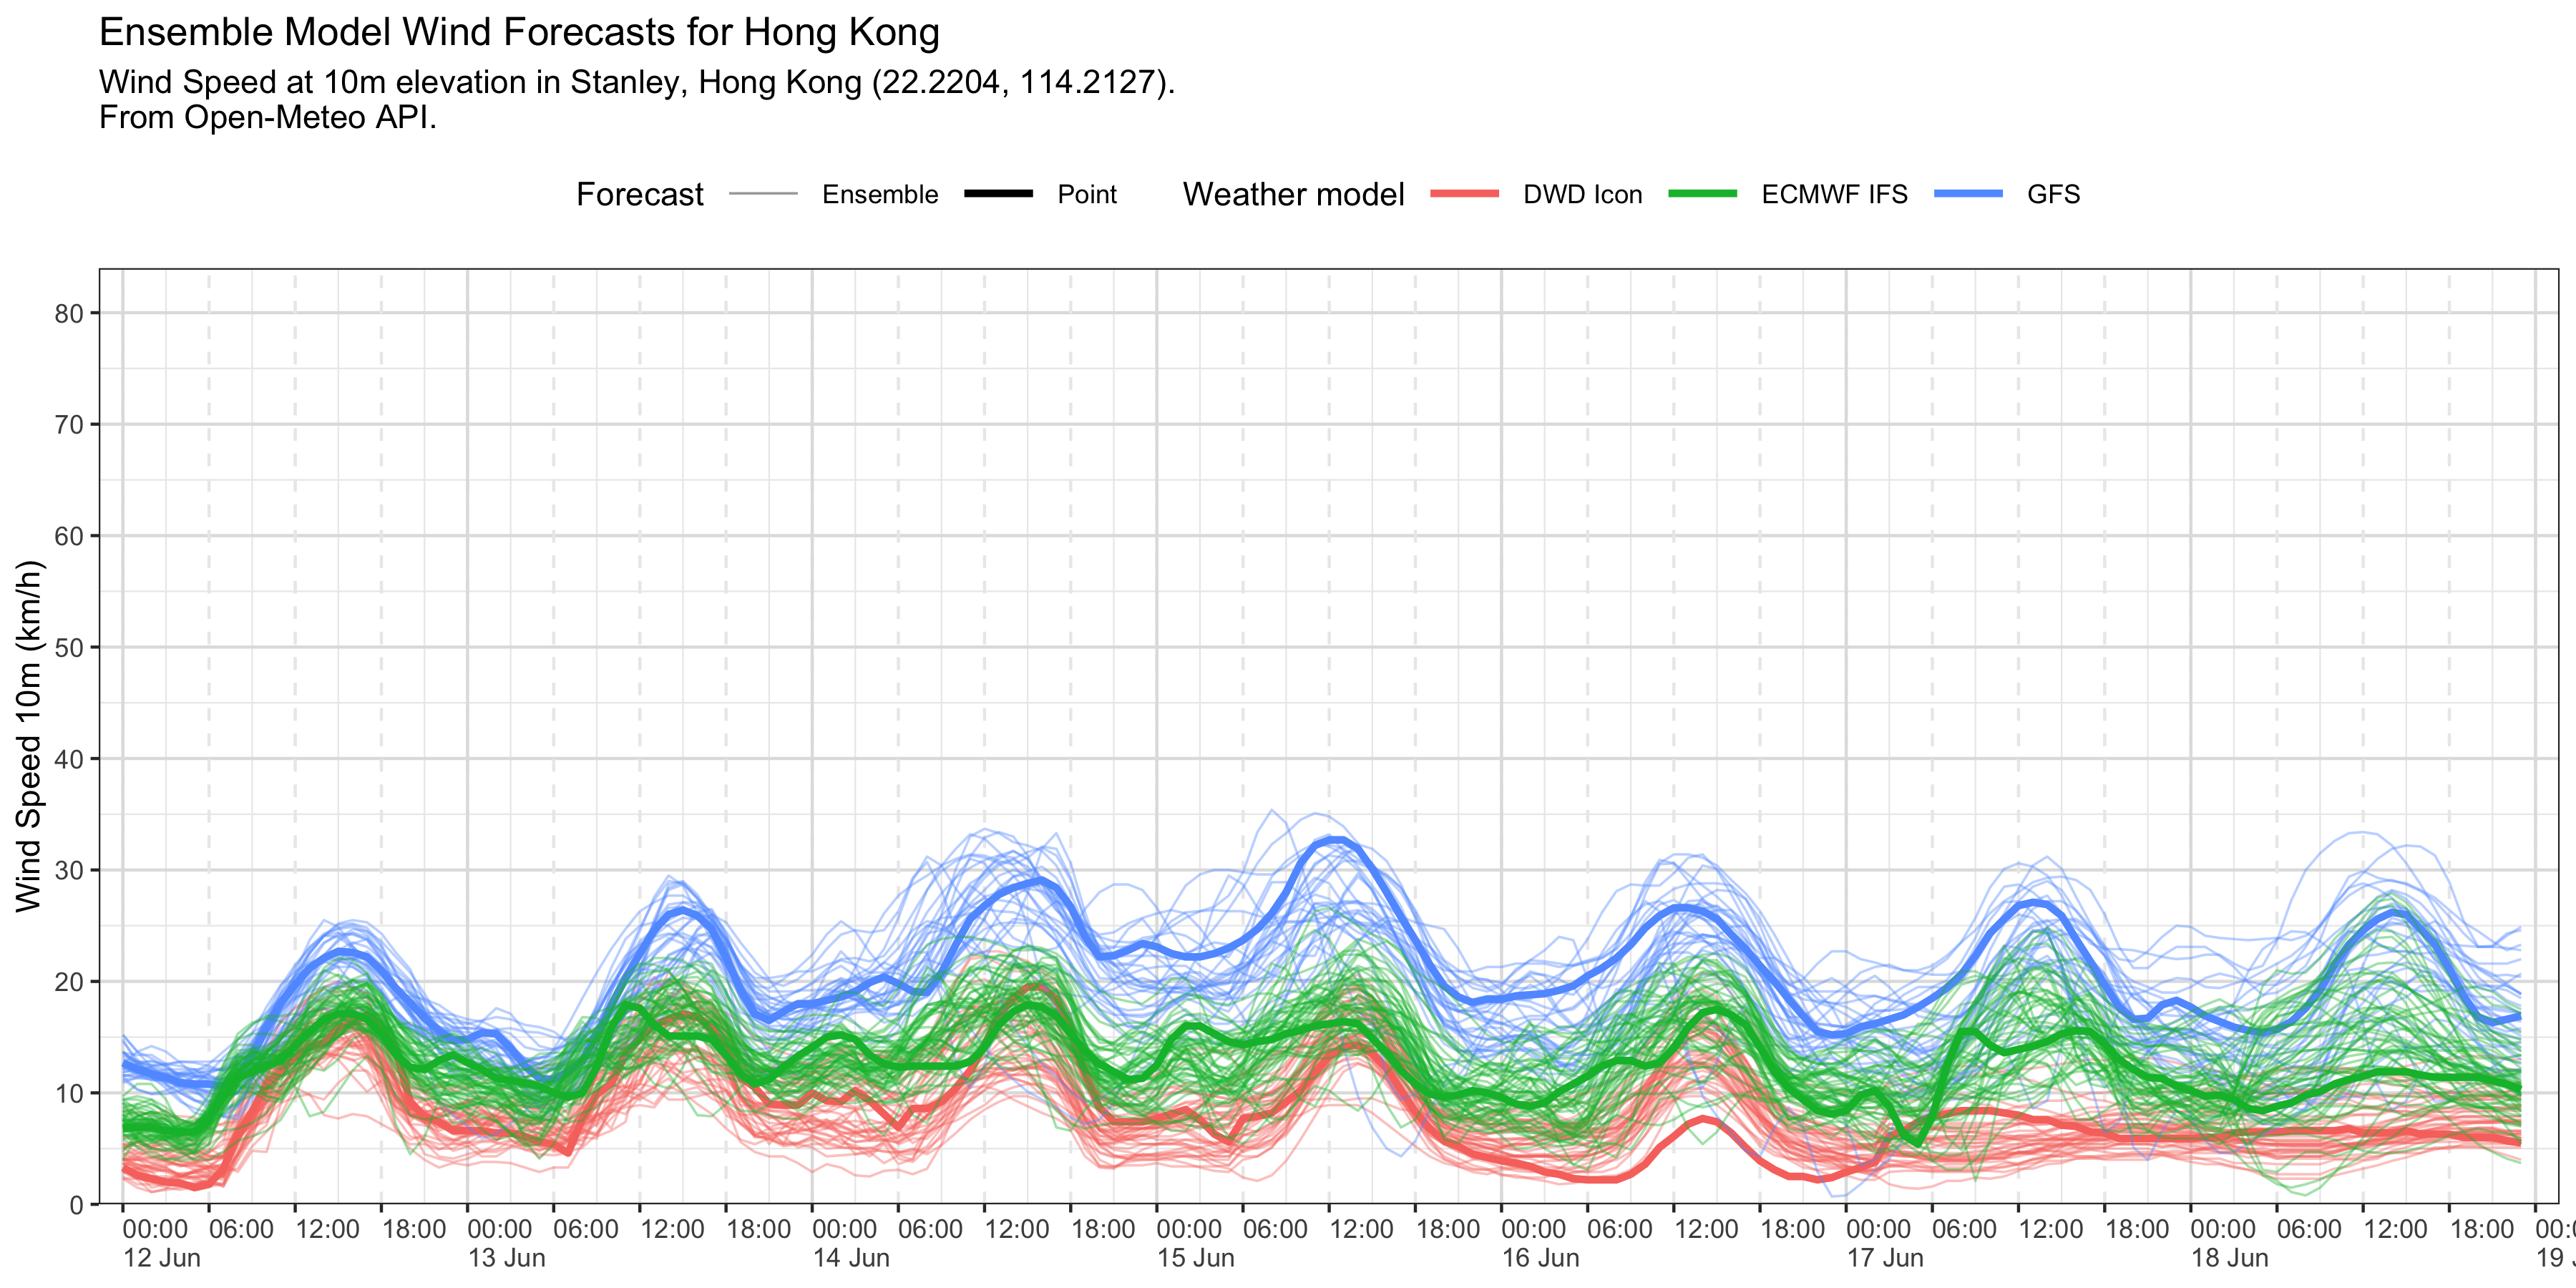 Ensemble Model Wind Forecasts for Hong Kong
Wind Speed at 10m elevation in Stanley, Hong Kong (22.2204, 114.2127).
From Open-Meteo API.
Forecast Ensemble Point Weather model DWD Icon ECMWF IFS GFS
Wind Speed 10m (km/h)
80
70
60
50
40
30
20
10
0
00:00 06:00 12:00 18:00 00:00 06:00 12:00 18:00 00:00 06:00 12:00 18:00 00:00 06:00 12:00 18:00 00:00 06:00 12:00 18:00 00:00 06:00 12:00 18:00 00:00 06:00 12:00 18:00 00:0
12 Jun 13 Jun 14 Jun 15 Jun 16 Jun 17 Jun 18 Jun 19